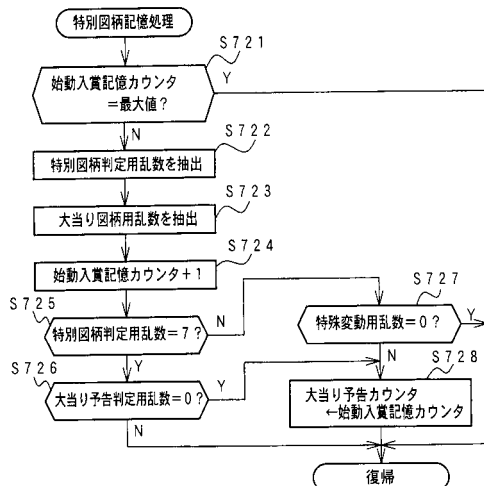 特別図柄記憶処理
S721
始動入賞記憶カウンタ
=最大値?
Y
N
S722
特別図柄判定用乱数を抽出
S723
大当り図柄用乱数を抽出
S724
始動入賞記憶カウンタ+1
S725
特別図柄判定用乱数=7?
N
S727
特殊変動用乱数=0?
Y
Y
N
S726
大当り予告判定用乱数=0?
Y
N
S728
大当り予告カウンタ
←始動入賞記憶カウンタ
復帰